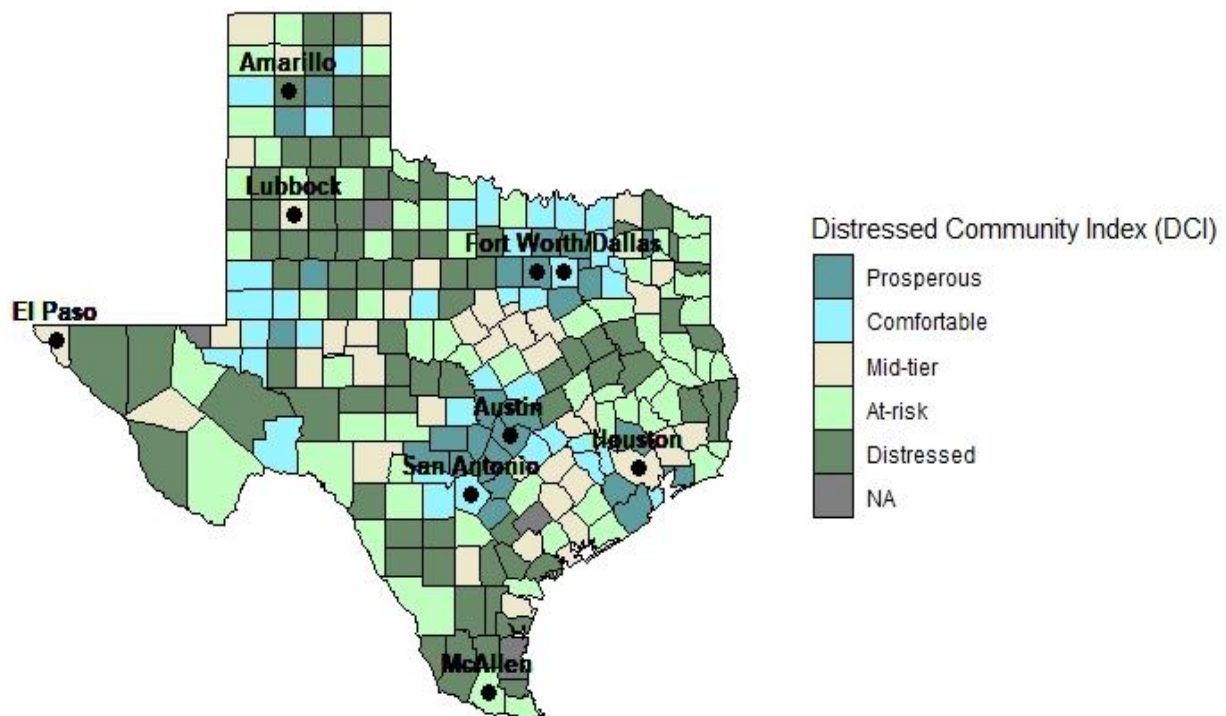 Amarillo
Lubbock
Fort Worth/Dallas
El Paso
Austin
Houston
San Antonio
McAllen
Distressed Community Index (DCI)
Prosperous
Comfortable
Mid-tier
At-risk
Distressed
NA